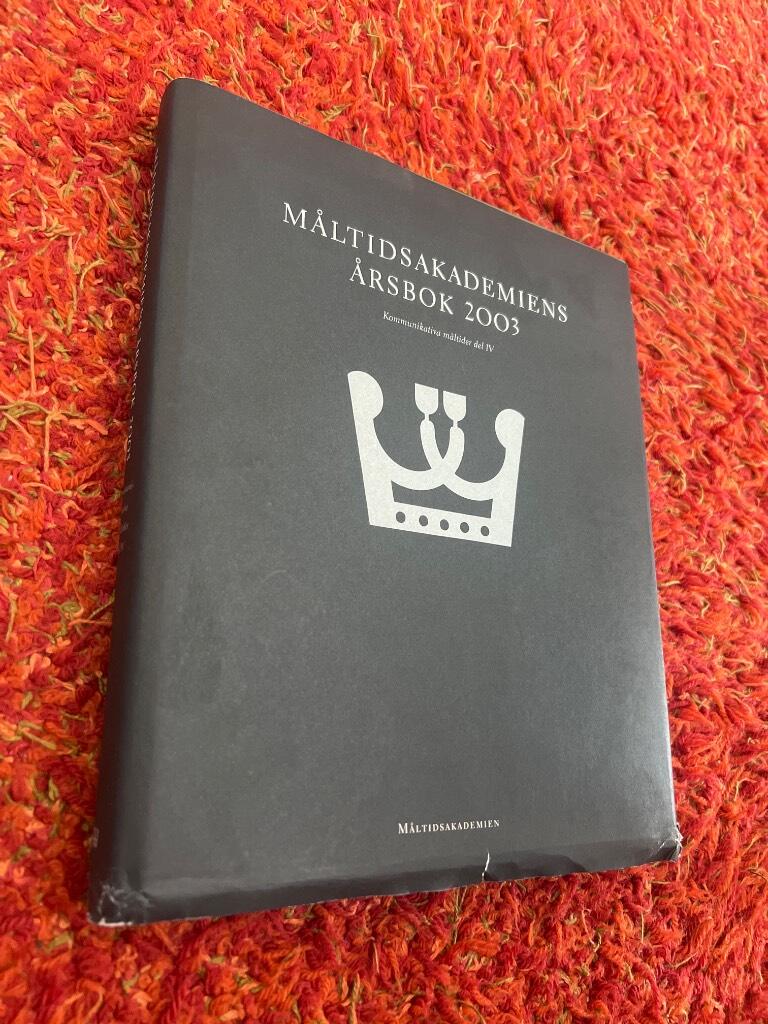 MÅLTIDSAKADEMIENS
ÅRSBOK 2003
Kommunikativa måltider del IV
MÅLTIDSAKADEMIEN